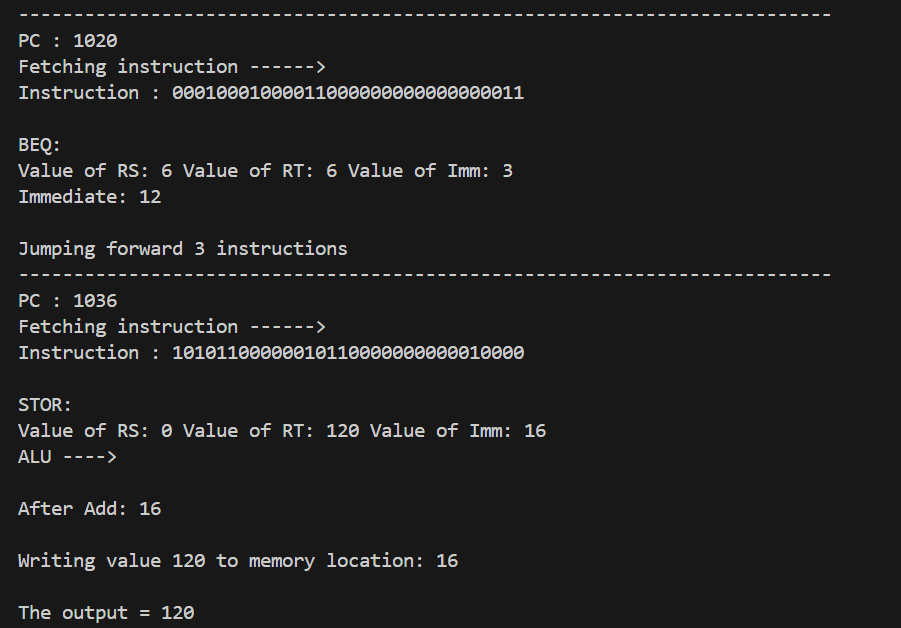 --------------------------------------------------------------------------
PC : 1020
Fetching instruction ------>
Instruction : 00010001000011000000000000000011
BEQ:
Value of RS: 6 Value of RT: 6 Value of Imm: 3
Immediate: 12
Jumping forward 3 instructions
--------------------------------------------------------------------------
PC : 1036
Fetching instruction ------>
Instruction : 10101100000010110000000000010000
STOR:
Value of RS: 0 Value of RT: 120 Value of Imm: 16
ALU ---->
After Add: 16
Writing value 120 to memory location: 16
The output = 120